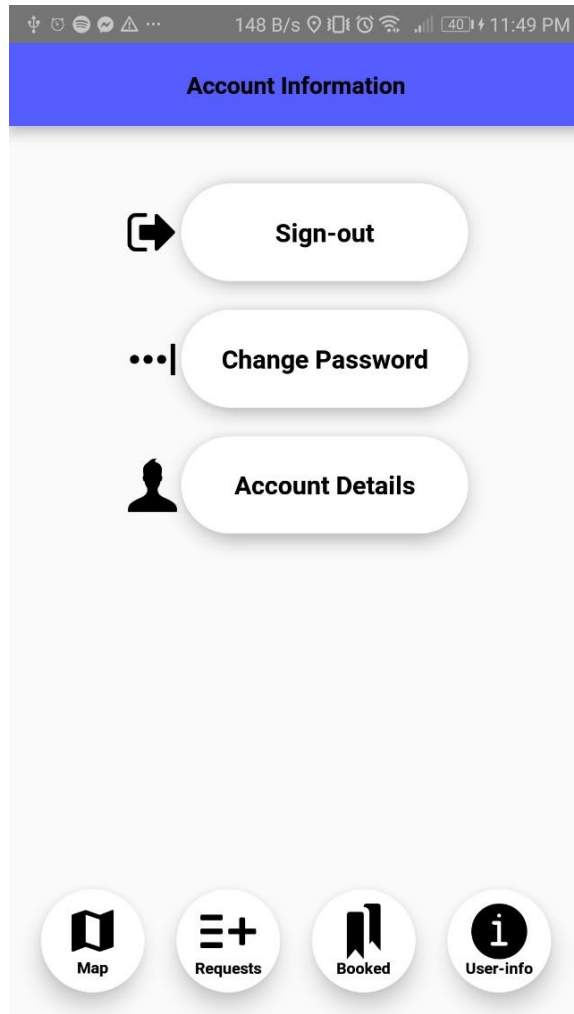 148 B/s 40 11:49 PM
Account Information
Sign-out
Change Password
Account Details
Map Requests Booked User-info